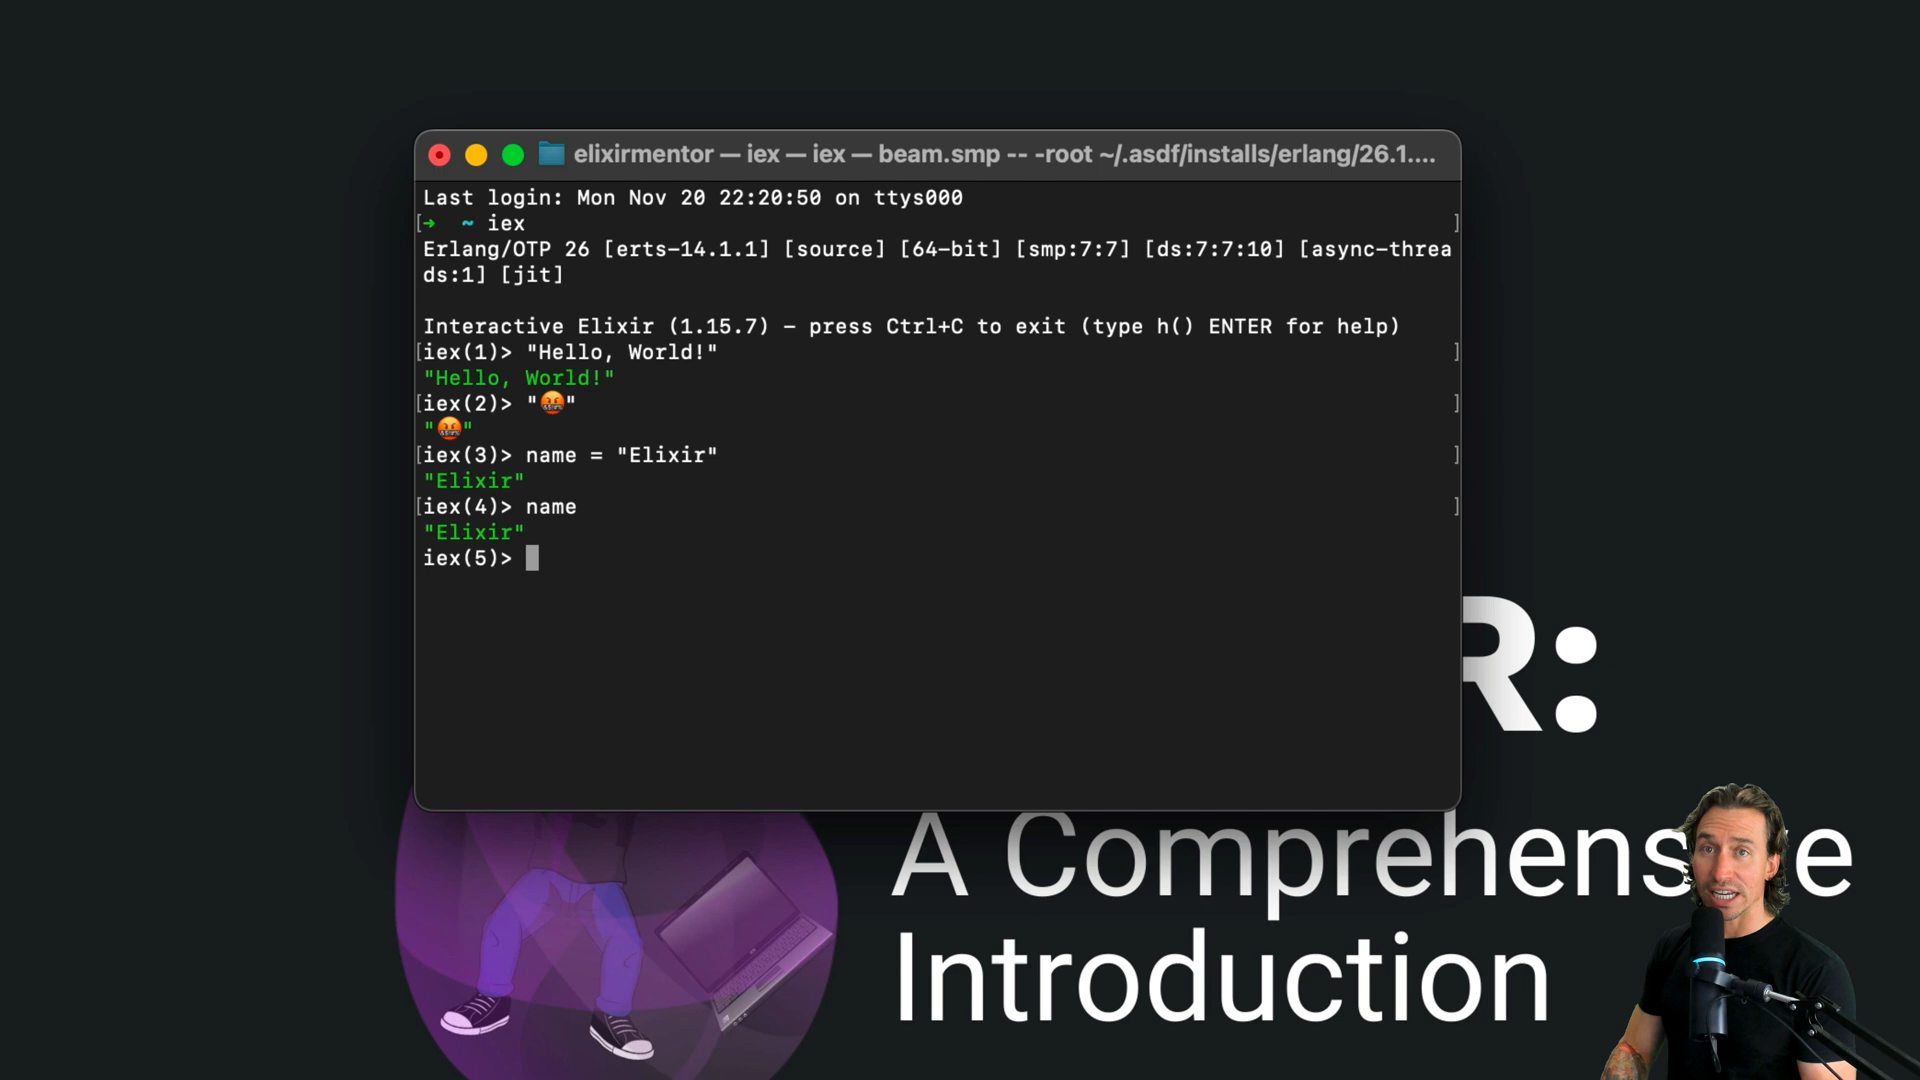 elixirmentor — iex — iex — beam.smp -- -root ~/.asdf/installs/erlang/26.1....
Last login: Mon Nov 20 22:20:50 on ttys000
[➜  ~ iex ]
Erlang/OTP 26 [erts-14.1.1] [source] [64-bit] [smp:7:7] [ds:7:7:10] [async-threa
ds:1] [jit]
Interactive Elixir (1.15.7) - press Ctrl+C to exit (type h() ENTER for help)
[iex(1)> "Hello, World!" ]
"Hello, World!"
[iex(2)> "🤬" ]
"🤬"
[iex(3)> name = "Elixir" ]
"Elixir"
[iex(4)> name ]
"Elixir"
iex(5)>
R:
A Comprehens e
Introduction